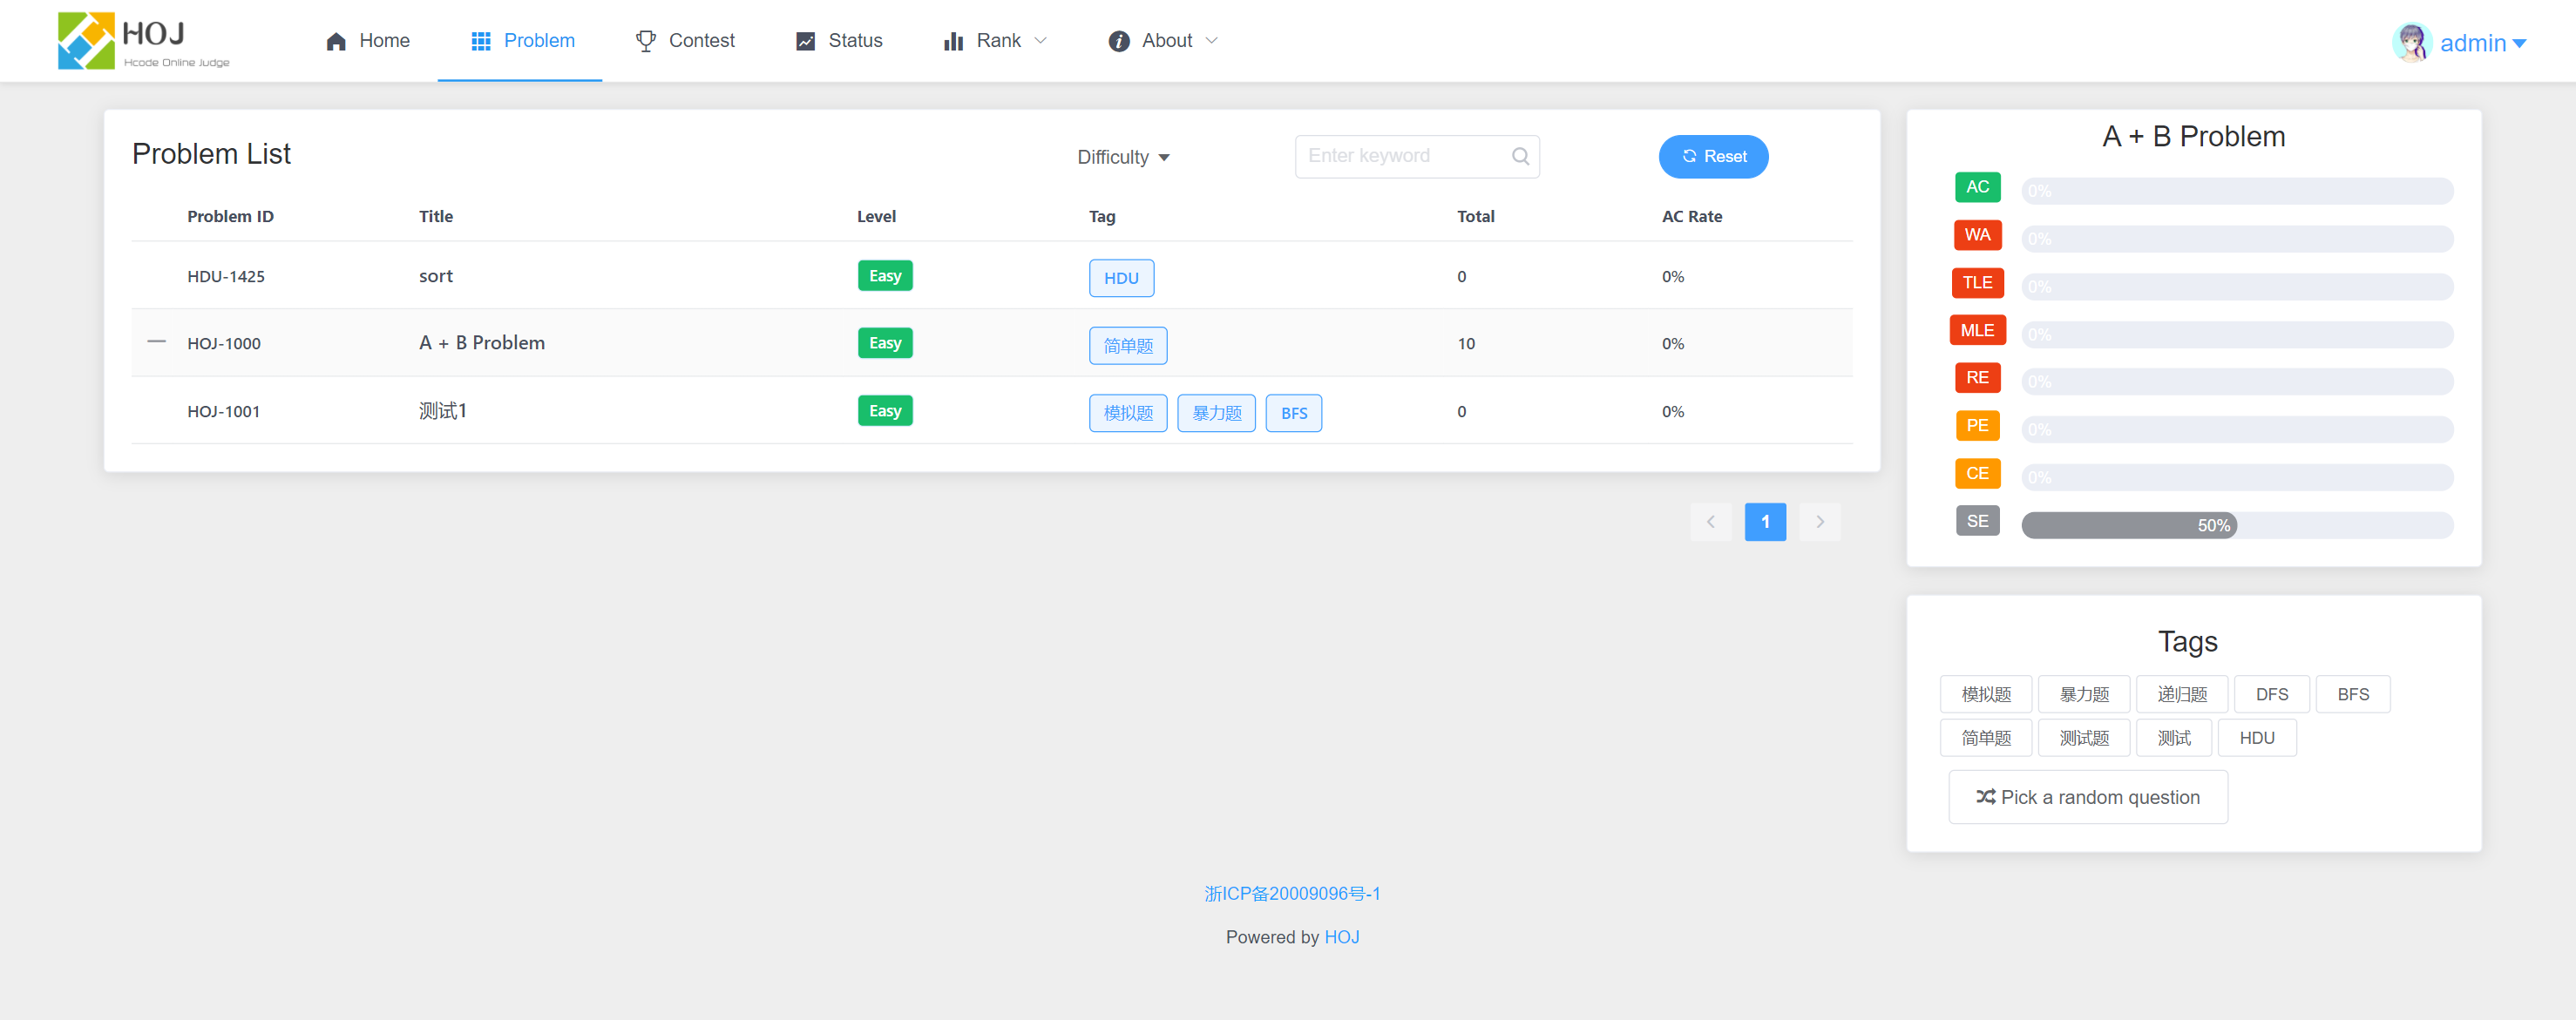 HOJ
Hcode Online Judge
Home
Problem
Contest
Status
Rank
About
admin
Problem List
Difficulty
Enter keyword
Reset
Problem ID Title Level Tag Total AC Rate
HDU-1425 sort Easy HDU 0 0%
HOJ-1000 A + B Problem Easy 简单题 10 0%
HOJ-1001 测试1 Easy 模拟题 暴力题 BFS 0 0%
1
A + B Problem
AC 0%
WA 0%
TLE 0%
MLE 0%
RE 0%
PE 0%
CE 0%
SE 50%
Tags
模拟题 暴力题 递归题 DFS BFS
简单题 测试题 测试 HDU
Pick a random question
浙ICP备20009096号-1
Powered by HOJ